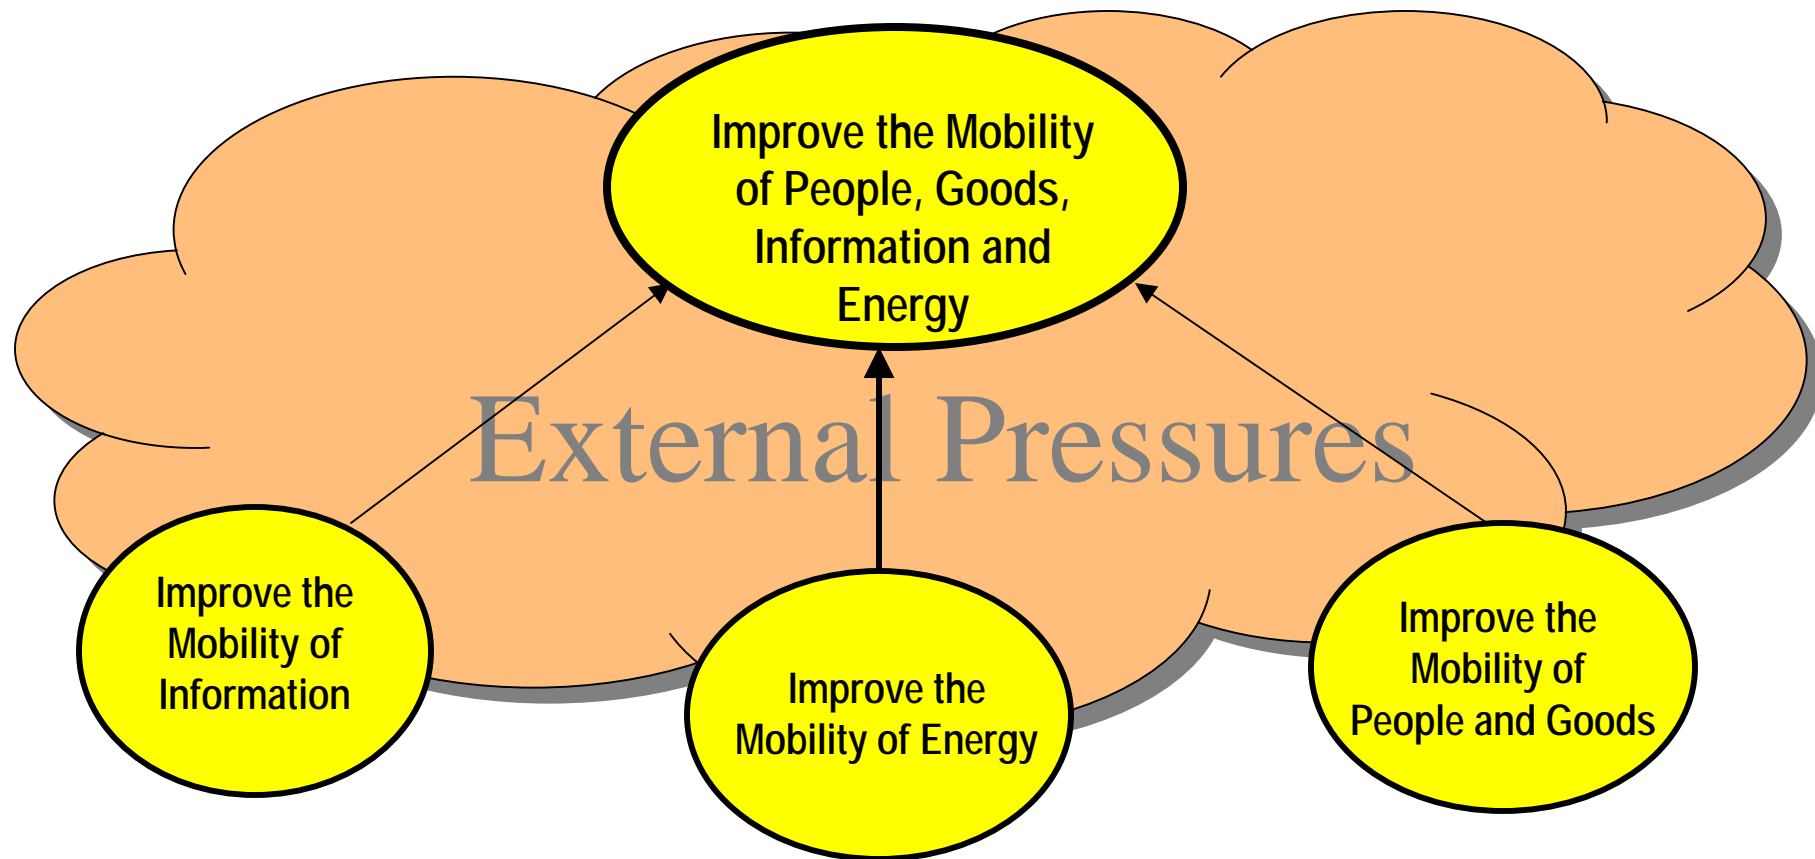 Improve the Mobility
of People, Goods,
Information and
Energy
External Pressures
Improve the
Mobility of
Information
Improve the
Mobility of Energy
Improve the
Mobility of
People and Goods